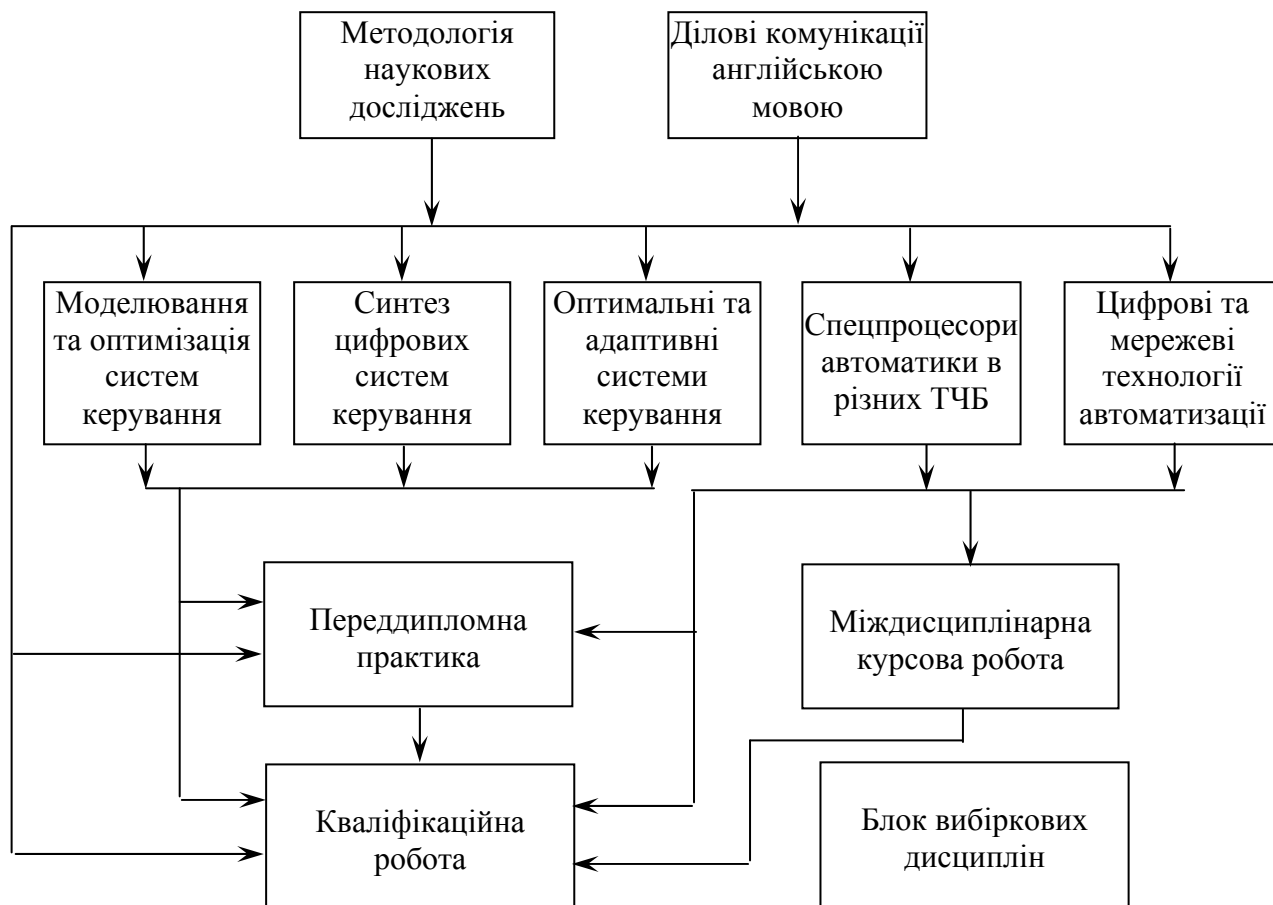 Методологія
наукових
досліджень
Ділові комунікації
англійською
мовою
Моделювання
та оптимізація
систем
керування
Синтез
цифрових
систем
керування
Оптимальні та
адаптивні
системи
керування
Спецпроцесори
автоматики в
різних ТЧБ
Цифрові та
мережеві
технології
автоматизації
Переддипломна
практика
Міждисциплінарна
курсова робота
Кваліфікаційна
робота
Блок вибіркових
дисциплін